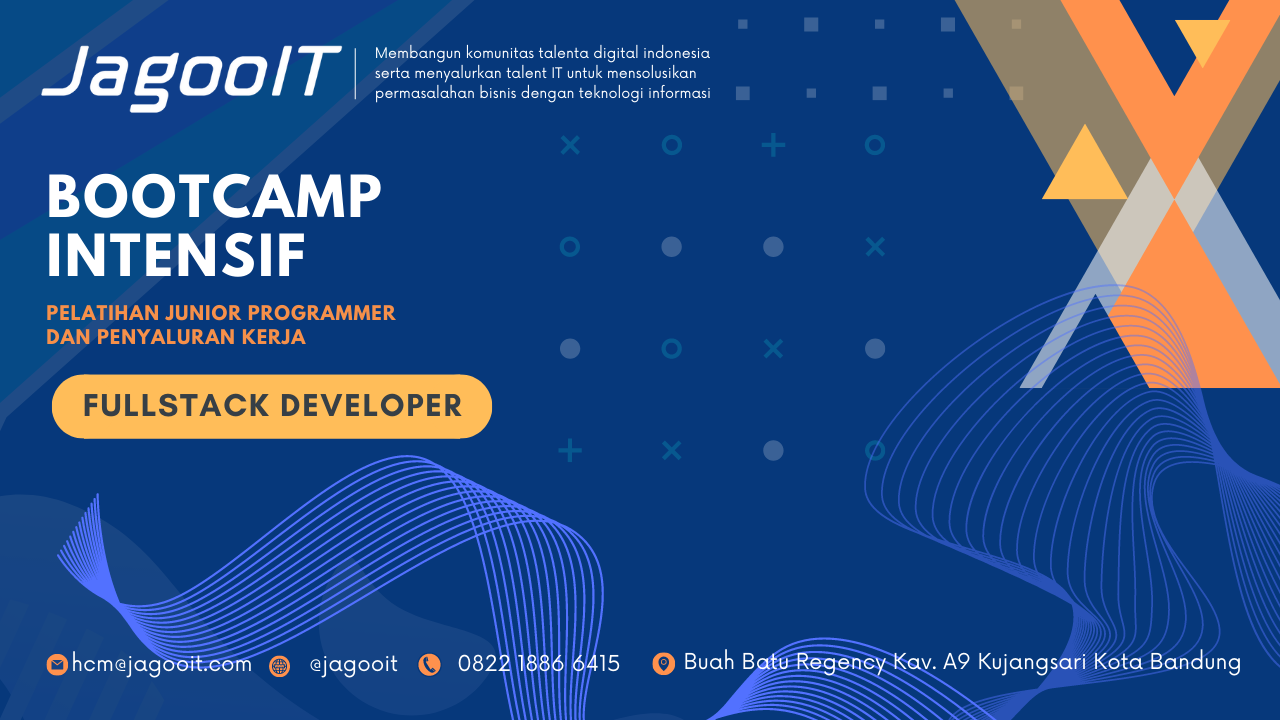 JagooIT
Membangun komunitas talenta digital indonesia
serta menyalurkan talent IT untuk mensolusikan
permasalahan bisnis dengan teknologi informasi
BOOTCAMP
INTENSIF
PELATIHAN JUNIOR PROGRAMMER
DAN PENYALURAN KERJA
FULLSTACK DEVELOPER
hcm@jagooit.com @jagooit 0822 1886 6415 Buah Batu Regency Kav. A9 Kujangsari Kota Bandung